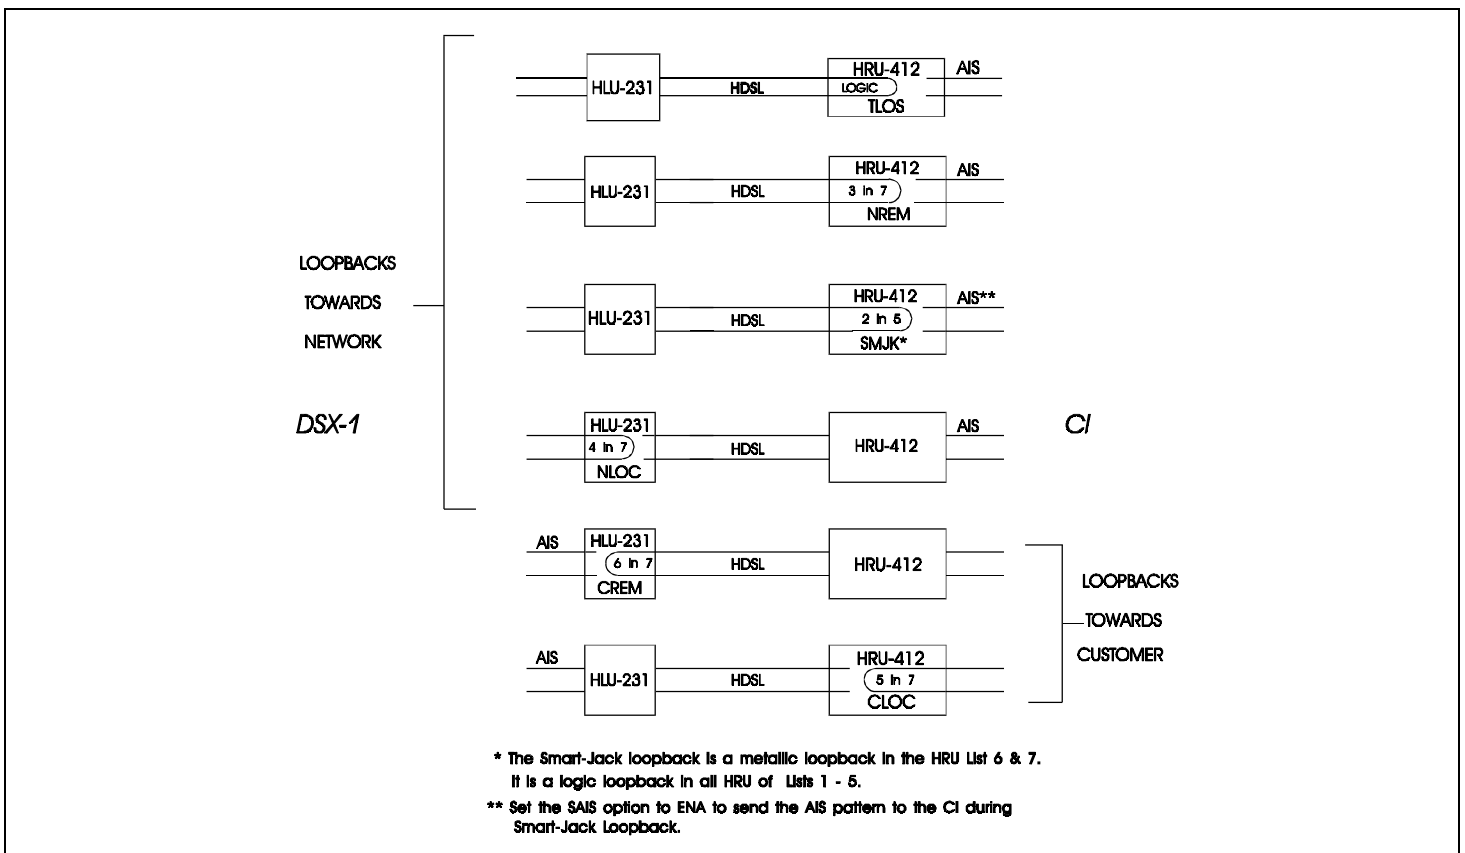 HLU-231
HDSL
HRU-412
LOGIC
TLOS
AIS
HLU-231
HDSL
HRU-412
3 in 7
NREM
AIS
LOOPBACKS
TOWARDS
NETWORK
HLU-231
HDSL
HRU-412
2 in 5
SMJK*
AIS**
DSX-1
HLU-231
4 in 7
NLOC
HDSL
HRU-412
AIS
CI
AIS
HLU-231
6 in 7
CREM
HDSL
HRU-412
LOOPBACKS
TOWARDS
CUSTOMER
AIS
HLU-231
HDSL
HRU-412
5 in 7
CLOC
* The Smart-Jack loopback is a metallic loopback in the HRU List 6 & 7.
It is a logic loopback in all HRU of Lists 1 - 5.
** Set the SAIS option to ENA to send the AIS pattern to the CI during
Smart-Jack Loopback.